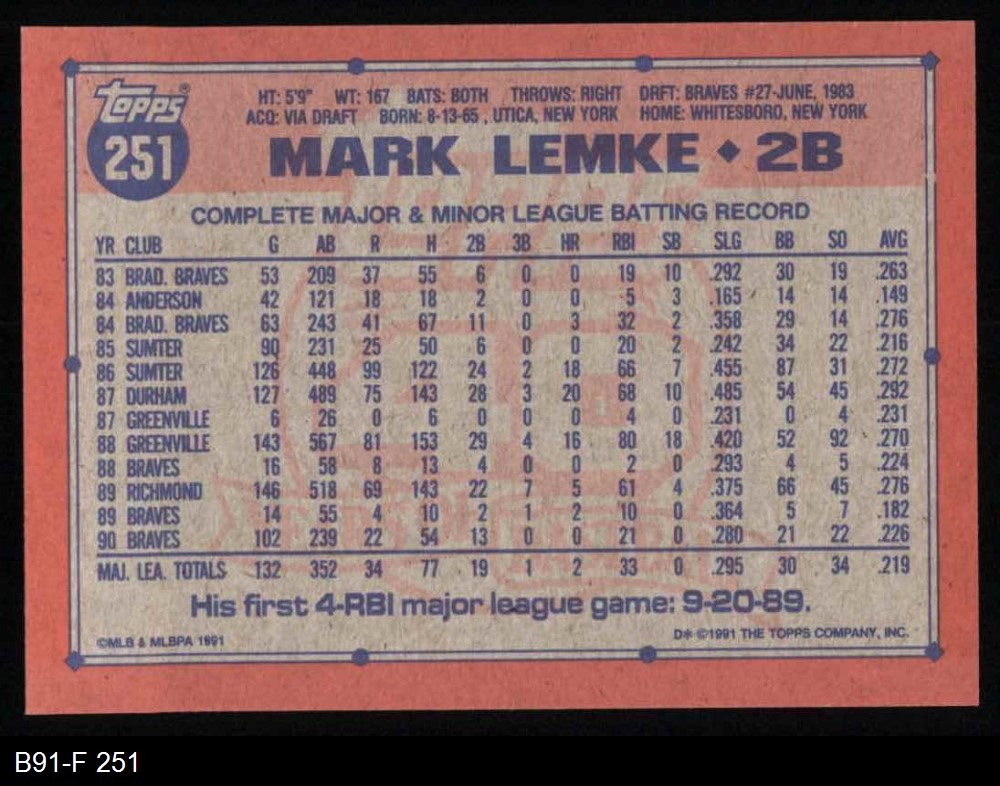 Topps®
251
HT: 5'9" WT: 167 BATS: BOTH THROWS: RIGHT DRFT: BRAVES #27-JUNE, 1983
ACQ: VIA DRAFT BORN: 8-13-65 , UTICA, NEW YORK HOME: WHITESBORO, NEW YORK
MARK LEMKE ♦ 2B
COMPLETE MAJOR & MINOR LEAGUE BATTING RECORD
YR CLUB G AB R H 2B 3B HR RBI SB SLG BB SO AVG
83 BRAD. BRAVES 53 209 37 55 6 0 0 19 10 .292 30 19 .263
84 ANDERSON 42 121 18 18 2 0 0 5 3 .165 14 14 .149
84 BRAD. BRAVES 63 243 41 67 11 0 3 32 2 .358 29 14 .276
85 SUMTER 90 231 25 50 6 0 0 20 2 .242 34 22 .216
86 SUMTER 126 448 99 122 24 2 18 66 7 .455 87 31 .272
87 DURHAM 127 489 75 143 28 3 20 68 10 .485 54 45 .292
87 GREENVILLE 6 26 0 6 0 0 0 4 0 .231 0 4 .231
88 GREENVILLE 143 567 81 153 29 4 16 80 18 .420 52 92 .270
88 BRAVES 16 58 8 13 4 0 0 2 0 .293 4 5 .224
89 RICHMOND 146 518 69 143 22 7 5 61 4 .375 66 45 .276
89 BRAVES 14 55 4 10 2 1 2 10 0 .364 5 7 .182
90 BRAVES 102 239 22 54 13 0 0 21 0 .280 21 22 .226
MAJ. LEA. TOTALS 132 352 34 77 19 1 2 33 0 .295 30 34 .219
His first 4-RBI major league game: 9-20-89.
©MLB & MLBPA 1991
D* ©1991 THE TOPPS COMPANY, INC.
B91-F 251